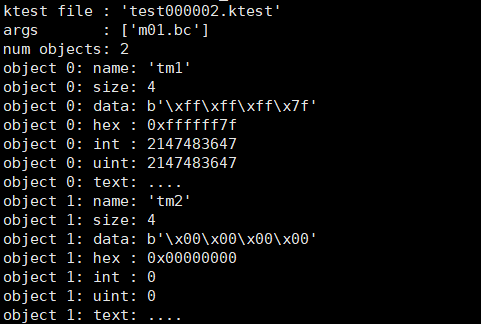 ktest file : 'test000002.ktest'
args       : ['m01.bc']
num objects: 2
object 0: name: 'tm1'
object 0: size: 4
object 0: data: b'\xff\xff\xff\x7f'
object 0: hex : 0xffffff7f
object 0: int : 2147483647
object 0: uint: 2147483647
object 0: text: ....
object 1: name: 'tm2'
object 1: size: 4
object 1: data: b'\x00\x00\x00\x00'
object 1: hex : 0x00000000
object 1: int : 0
object 1: uint: 0
object 1: text: ....